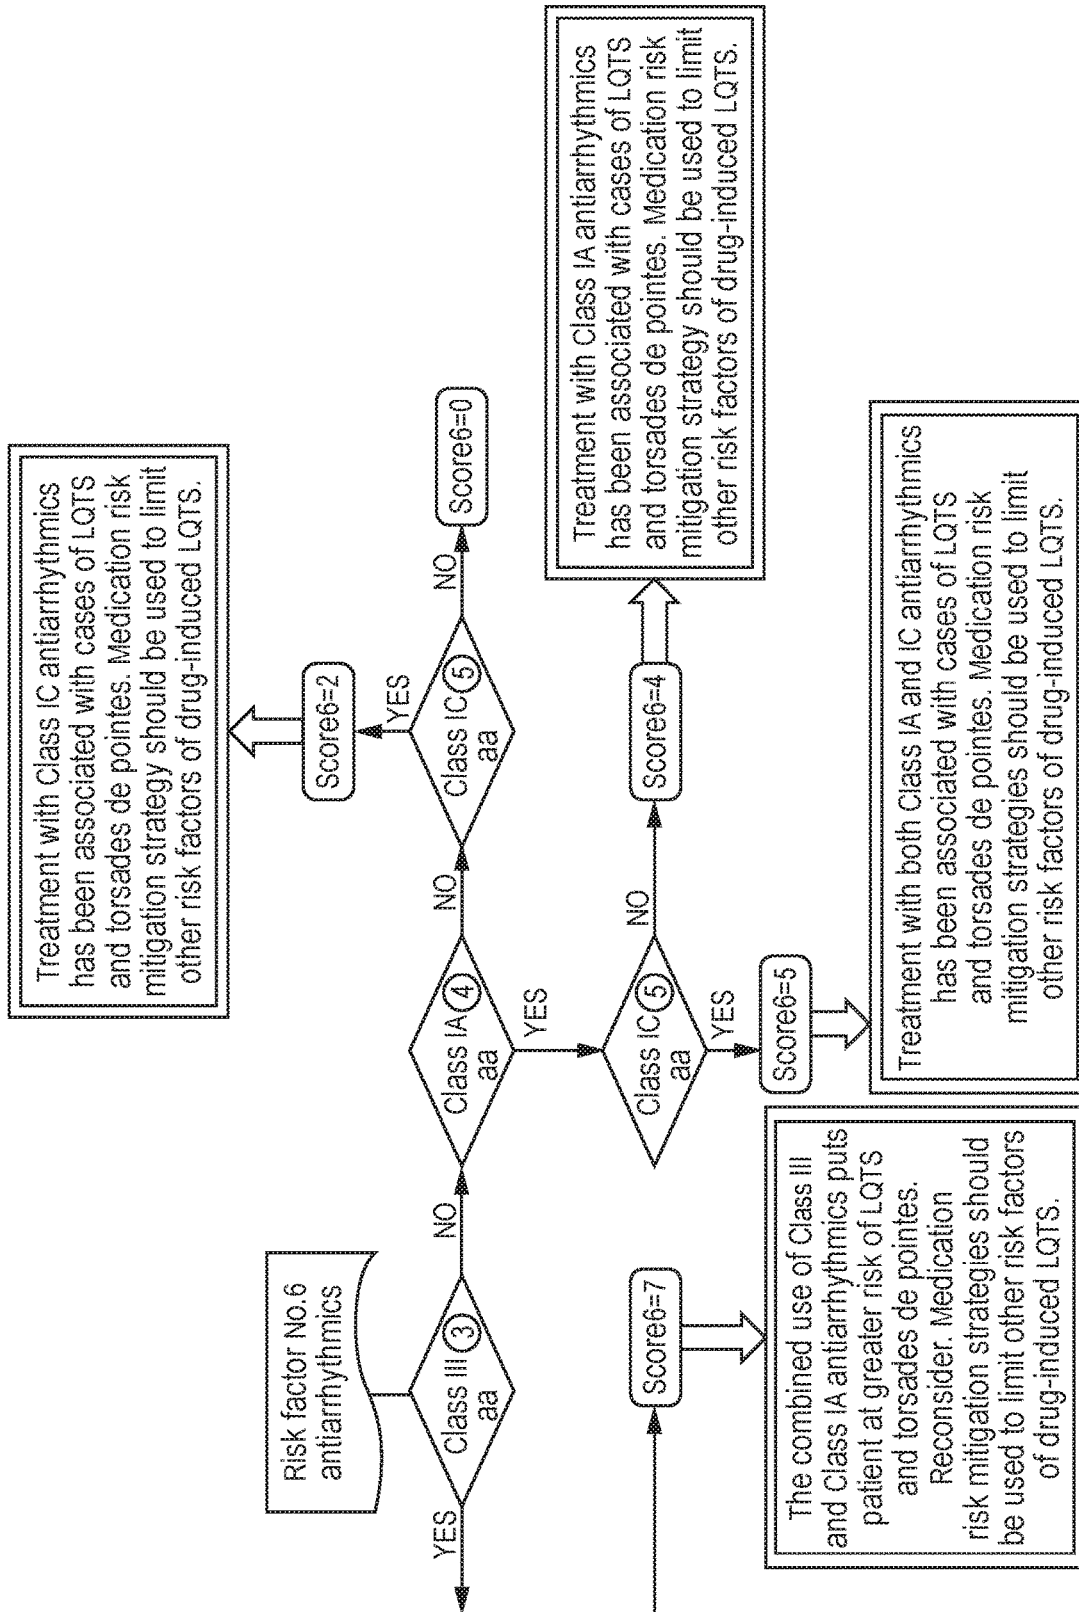 Risk factor No.6
antiarrhythmics
YES
Class III ③
aa
NO
Class IA ④
aa
NO
Class IC ⑤
aa
NO
Score6=0
YES
Score6=2
Treatment with Class IC antiarrhythmics
has been associated with cases of LQTS
and torsades de pointes. Medication risk
mitigation strategy should be used to limit
other risk factors of drug-induced LQTS.
YES
Class IC ⑤
aa
NO
Score6=4
Treatment with Class IA antiarrhythmics
has been associated with cases of LQTS
and torsades de pointes. Medication risk
mitigation strategy should be used to limit
other risk factors of drug-induced LQTS.
YES
Score6=5
Treatment with both Class IA and IC antiarrhythmics
has been associated with cases of LQTS
and torsades de pointes. Medication risk
mitigation strategies should be used to limit
other risk factors of drug-induced LQTS.
Score6=7
The combined use of Class III
and Class IA antiarrhythmics puts
patient at greater risk of LQTS
and torsades de pointes.
Reconsider. Medication
risk mitigation strategies should
be used to limit other risk factors
of drug-induced LQTS.